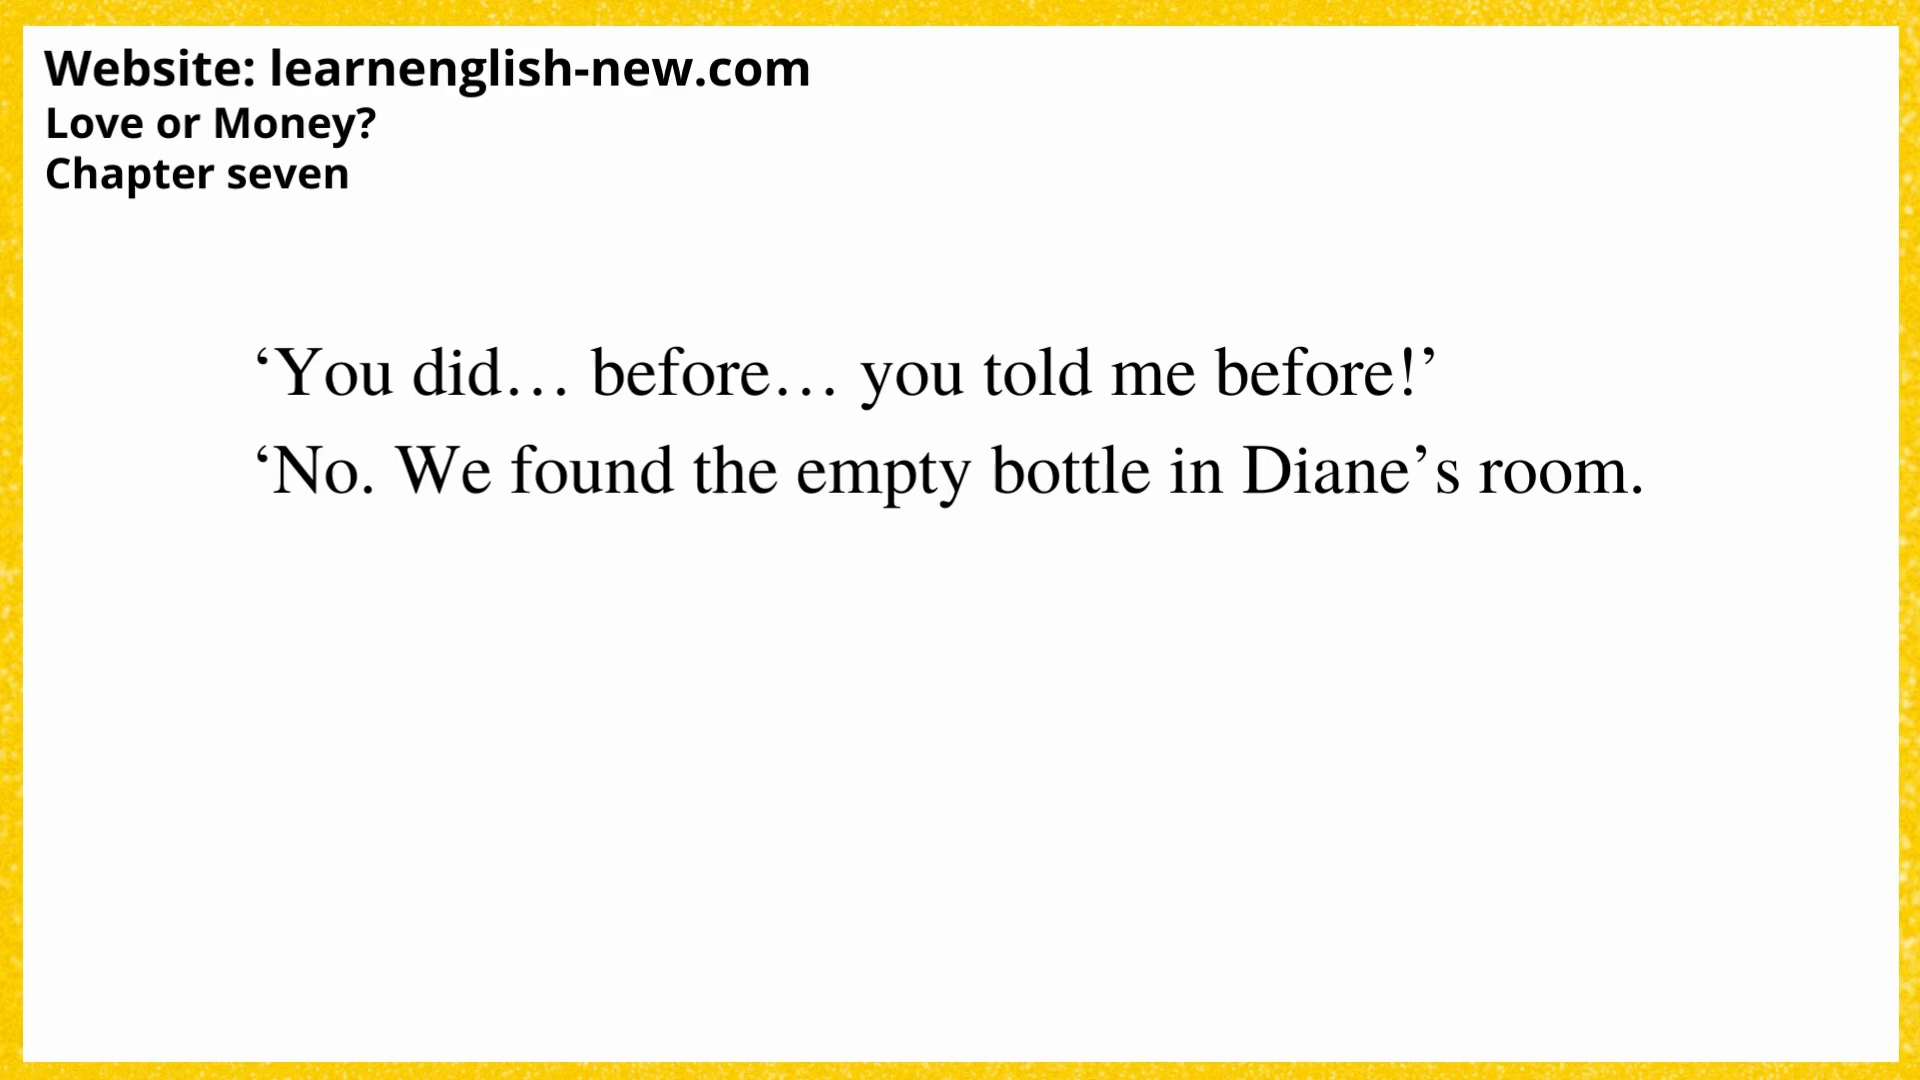 Website: learnenglish-new.com
Love or Money?
Chapter seven
‘You did… before… you told me before!’
‘No. We found the empty bottle in Diane’s room.